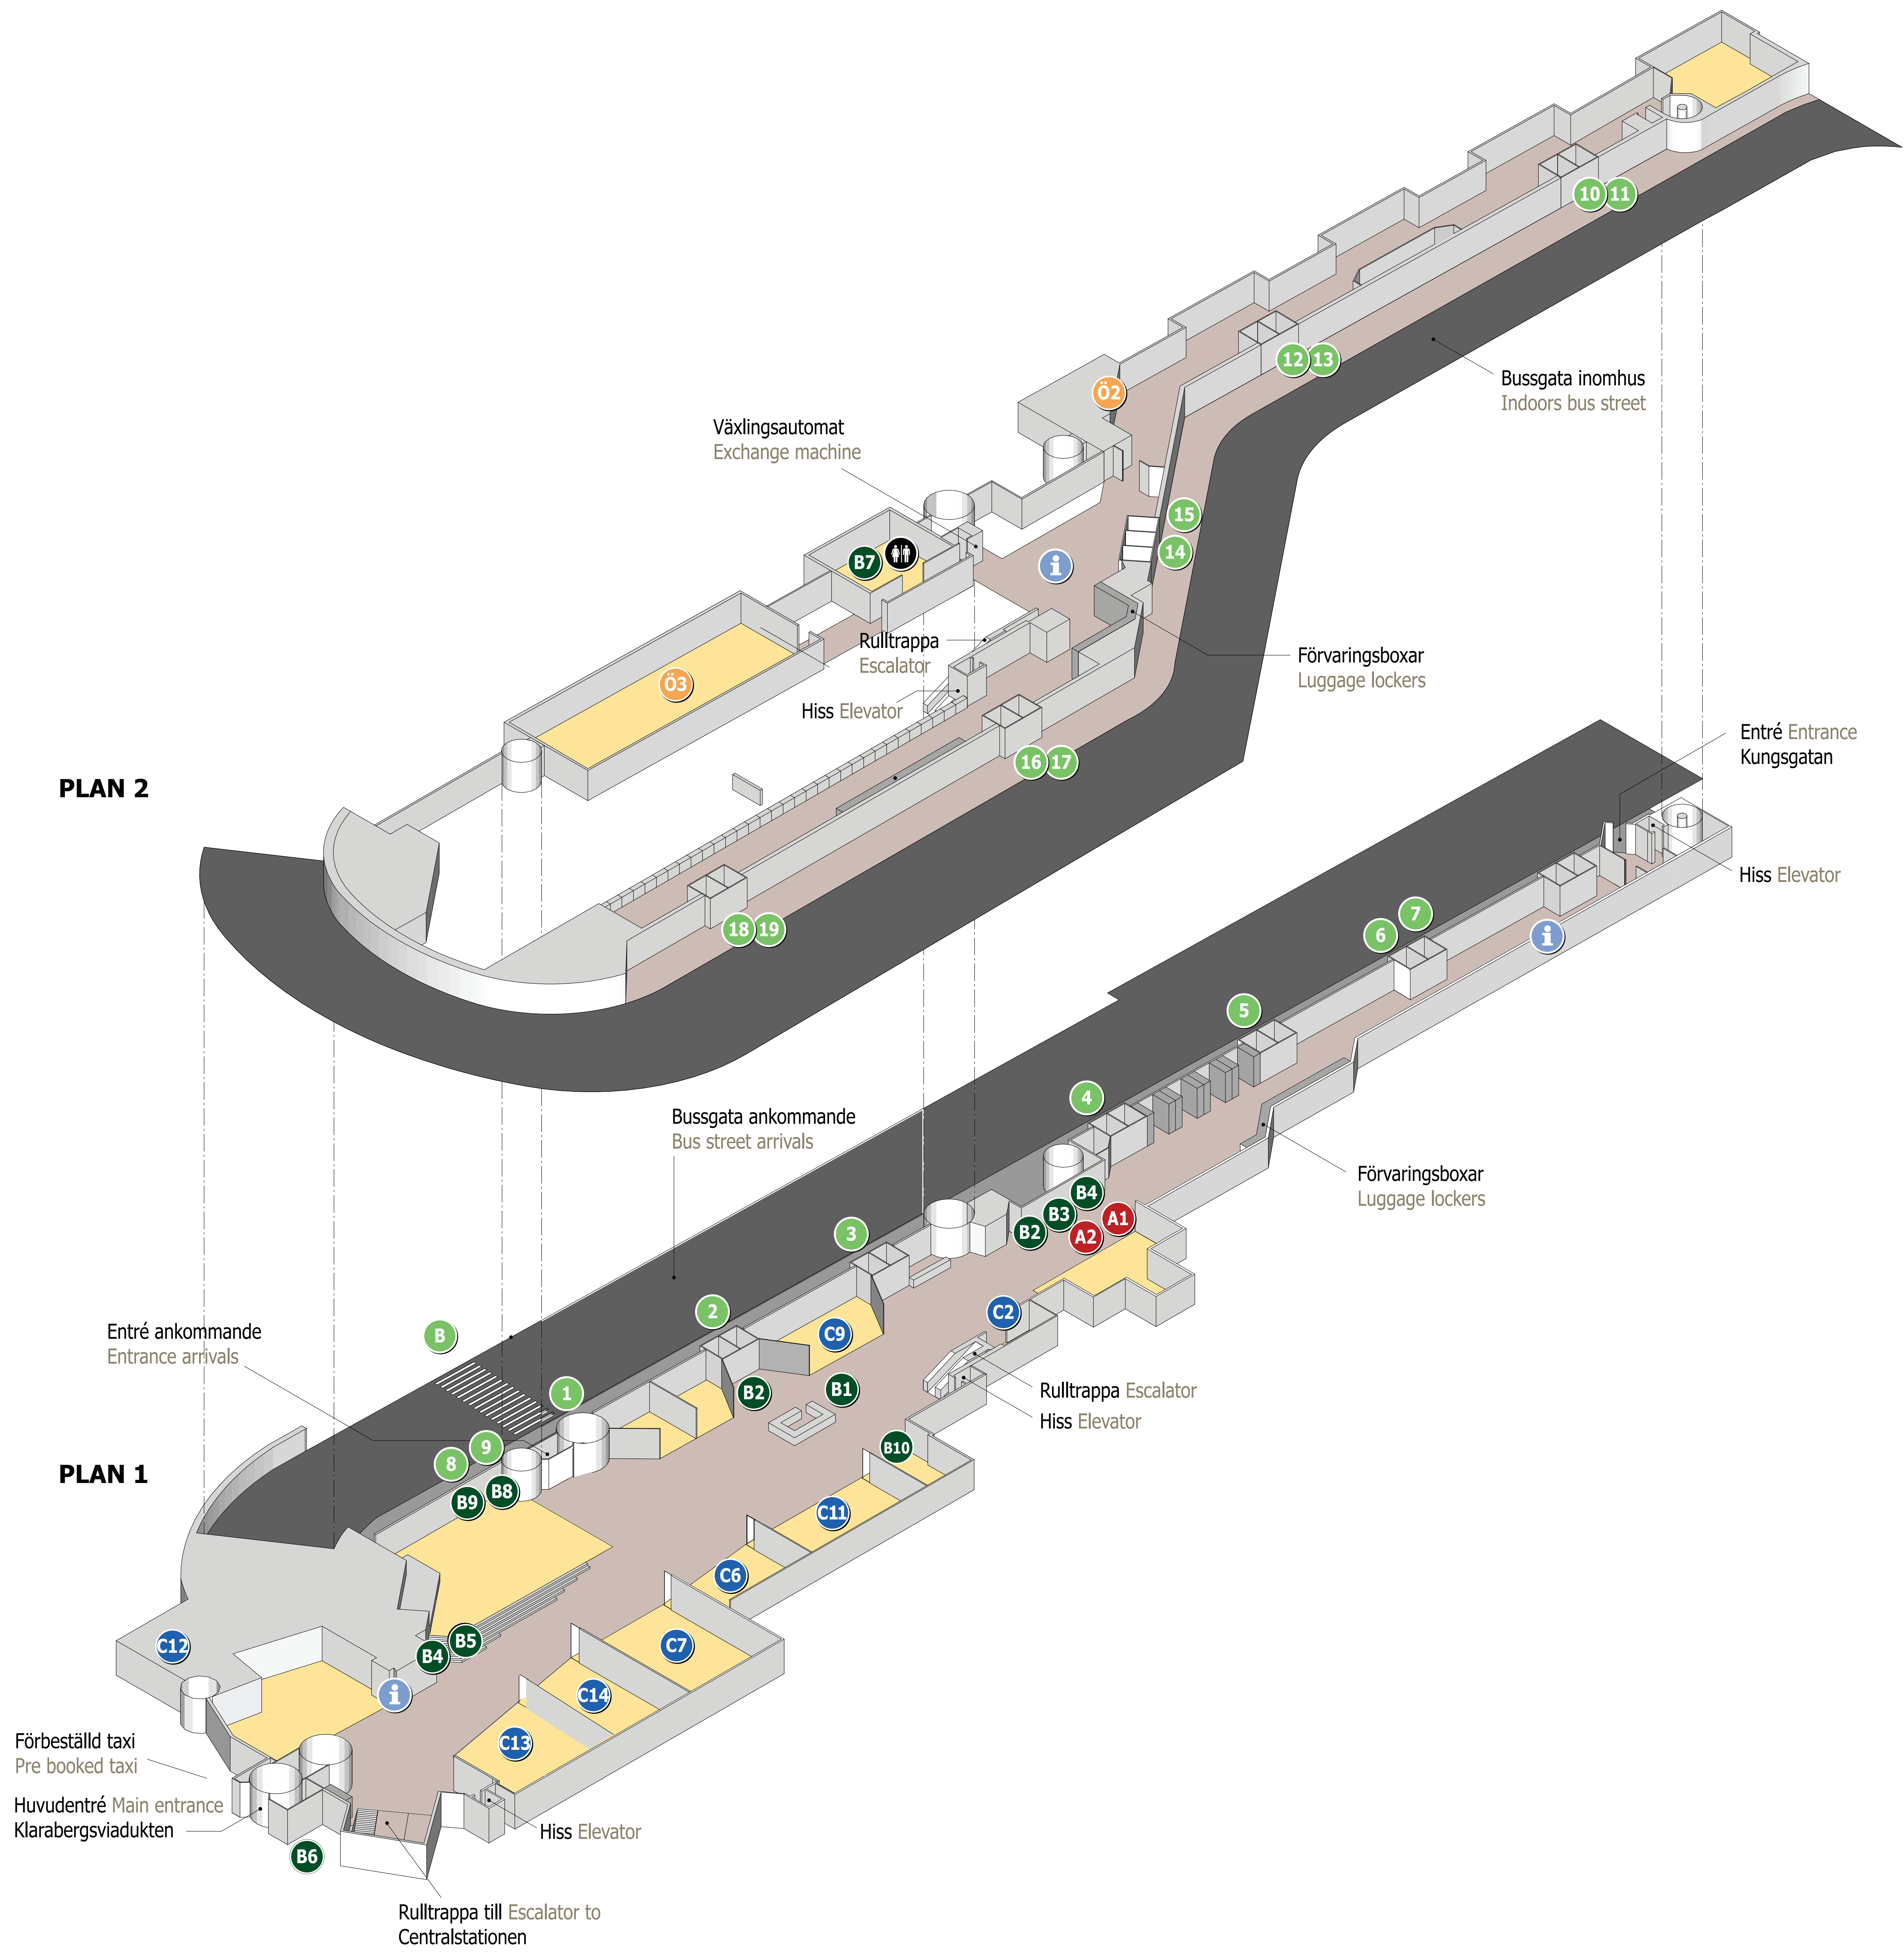 10 11
12 13
Bussgata inomhus
Indoors bus street
Ö2
Växlingsautomat
Exchange machine
15
14
B7
i
Rulltrappa
Escalator
Förvaringsboxar
Luggage lockers
Ö3
Hiss Elevator
16 17
PLAN 2
18 19
Entré Entrance
Kungsgatan
Hiss Elevator
7
6
i
5
4
Bussgata ankommande
Bus street arrivals
Förvaringsboxar
Luggage lockers
B4
B3
A1
B2
A2
3
2
C2
C9
B
Entré ankommande
Entrance arrivals
1
B2
B1
Rulltrappa Escalator
Hiss Elevator
9
8
B10
PLAN 1
B8
B9
C11
C6
C12
B5
B4
C7
i
C14
C13
Förbeställd taxi
Pre booked taxi
Huvudentré Main entrance
Klarabergsviadukten
Hiss Elevator
B6
Rulltrappa till Escalator to
Centralstationen